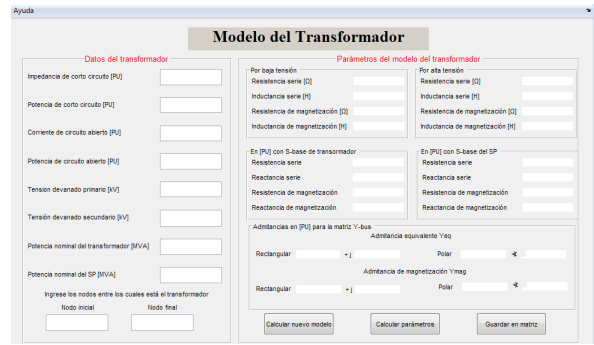 Ayuda
Modelo del Transformador
Datos del transformador
Impedancia de corto circuito [PU]
Potencia de corto circuito [PU]
Corriente de circuito abierto [PU]
Potencia de circuito abierto [PU]
Tension devanado primario [kV]
Tensión devanado secundario [kV]
Potencia nominal del transformador [MVA]
Potencia nominal del SP [MVA]
Ingrese los nodos entre los cuales está el transformador
Nodo inicial Nodo final
Parámetros del modelo del transformador
Por baja tensión
Resistencia serie [Ω]
Inductancia serie [H]
Resistencia de magnetización [Ω]
Inductancia de magnetización [H]
Por alta tensión
Resistencia serie [Ω]
Inductancia serie [H]
Resistencia de magnetización [Ω]
Inductancia de magnetización [H]
En [PU] con S-base de transormador
Resistencia serie
Reactancia serie
Resistencia de magnetización
Reactancia de magnetización
En [PU] con S-base del SP
Resistencia serie
Reactancia serie
Resistencia de magnetización
Reactancia de magnetización
Admitancias en [PU] para la matriz Y-bus
Admitancia equivalente Yeq
Rectangular + j Polar ∢
Admitancia de magnetización Ymag
Rectangular + j Polar ∢
Calcular nuevo modelo Calcular parámetros Guardar en matriz